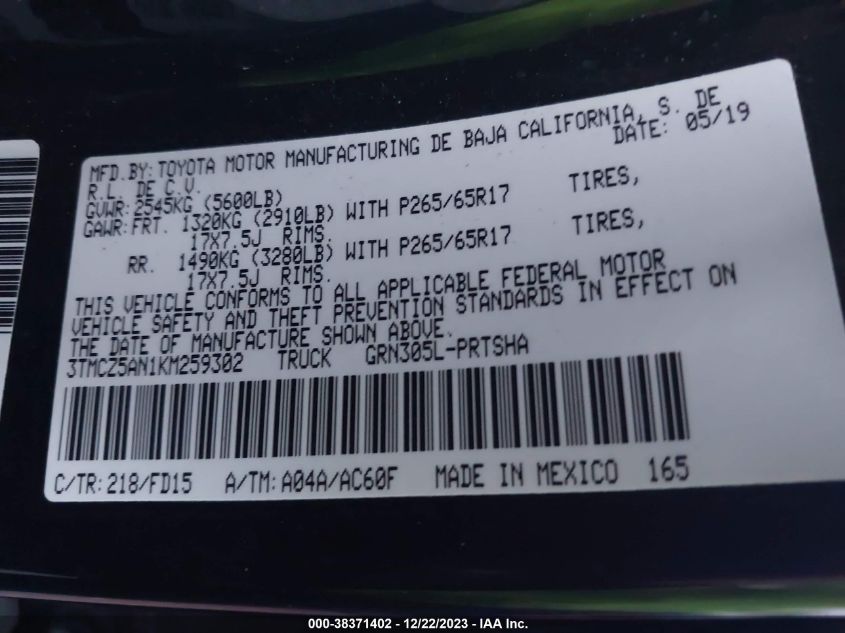 MFD.BY: TOYOTA MOTOR MANUFACTURING DE BAJA CALIFORNIA, S. DE
R.L. DE C.V. DATE: 05/19
GVWR: 2545KG (5600LB)
GAWR: FRT. 1320KG (2910LB) WITH P265/65R17 TIRES,
17X7.5J RIMS.
RR. 1490KG (3280LB) WITH P265/65R17 TIRES,
17X7.5J RIMS.
THIS VEHICLE CONFORMS TO ALL APPLICABLE FEDERAL MOTOR
VEHICLE SAFETY AND THEFT PREVENTION STANDARDS IN EFFECT ON
THE DATE OF MANUFACTURE SHOWN ABOVE.
3TMCZ5AN1KM259302 TRUCK GRN305L-PRTSHA
C/TR: 218/FD15 A/TM: A04A/AC60F MADE IN MEXICO 165
000-38371402 - 12/22/2023 - IAA Inc.